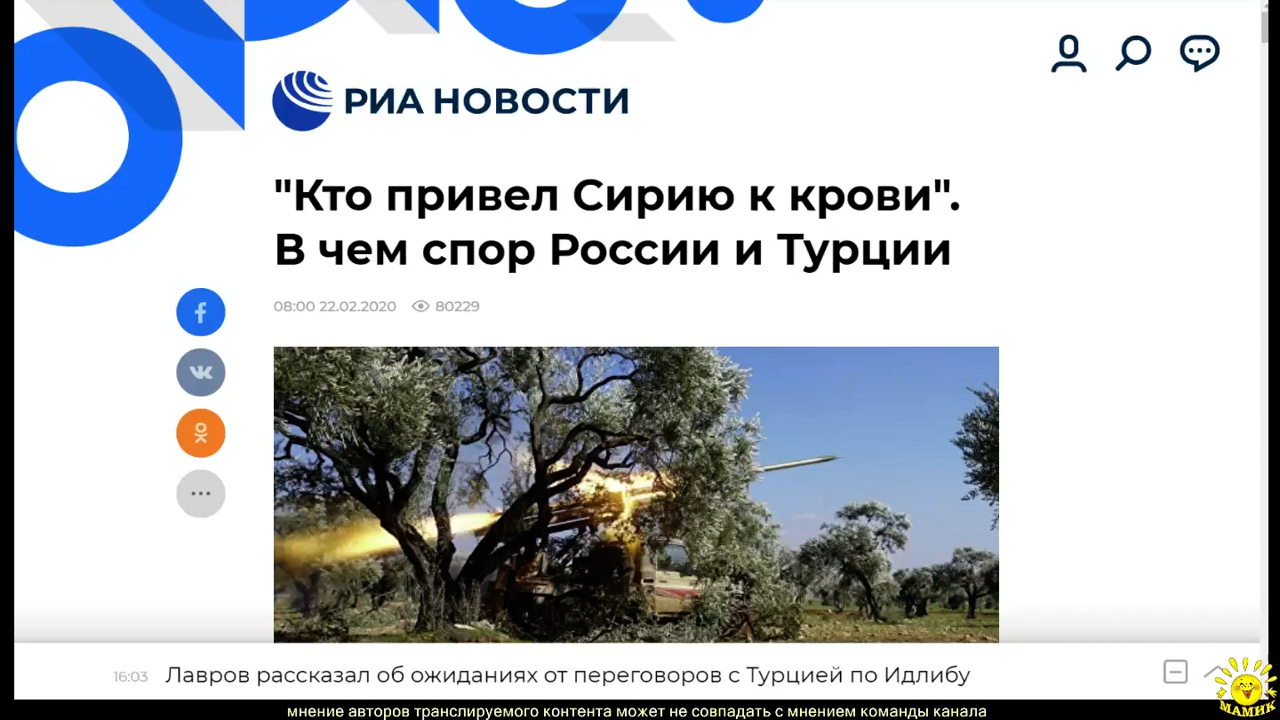 РИА НОВОСТИ
"Кто привел Сирию к крови".
В чем спор России и Турции
08:00 22.02.2020 80229
16:03 Лавров рассказал об ожиданиях от переговоров с Турцией по Идлибу
МАМИК
мнение авторов транслируемого контента может не совпадать с мнением команды канала